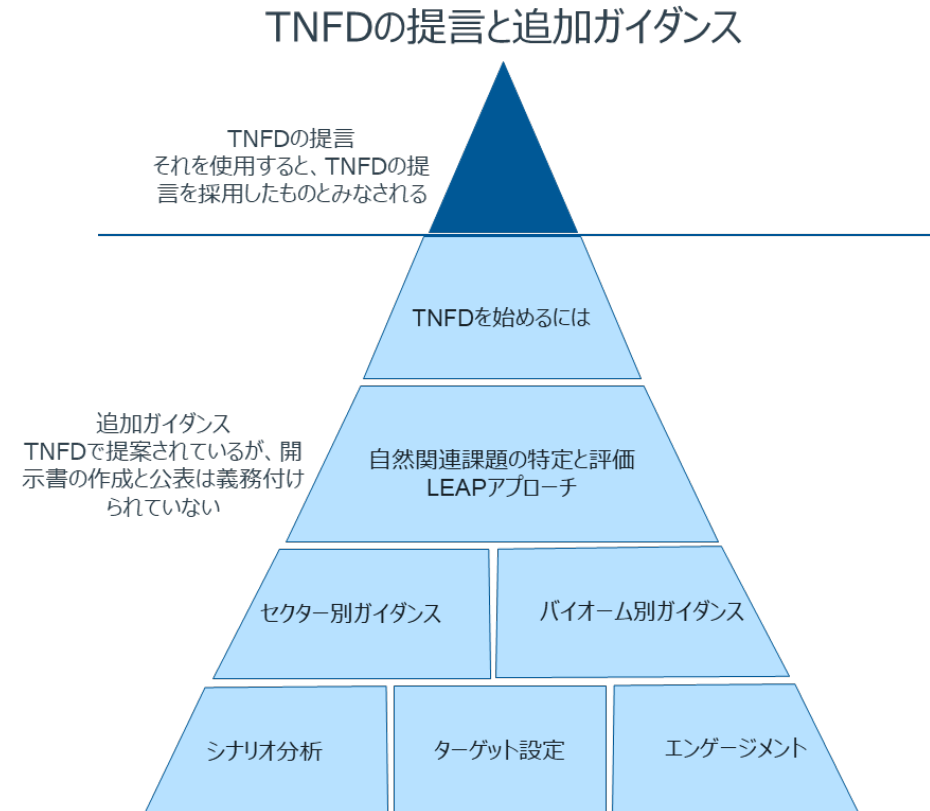 TNFDの提言と追加ガイダンス
TNFDの提言
それを使用すると、TNFDの提
言を採用したものとみなされる
TNFDを始めるには
追加ガイダンス
TNFDで提案されているが、開
示書の作成と公表は義務付け
られていない
自然関連課題の特定と評価
LEAPアプローチ
セクター別ガイダンス
バイオーム別ガイダンス
シナリオ分析
ターゲット設定
エンゲージメント